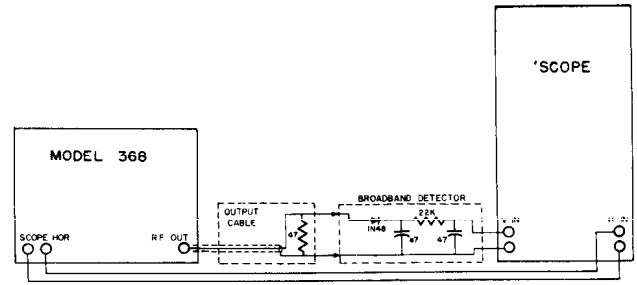 'SCOPE
MODEL 368
BROADBAND DETECTOR
OUTPUT
CABLE
22K
SCOPE HOR
RF OUT
47
1N48
47
47
V IN